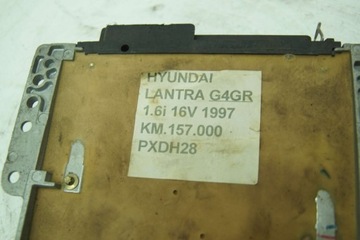 HYUNDAI
LANTRA G4GR
1.6i 16V 1997
KM.157.000
PXDH28